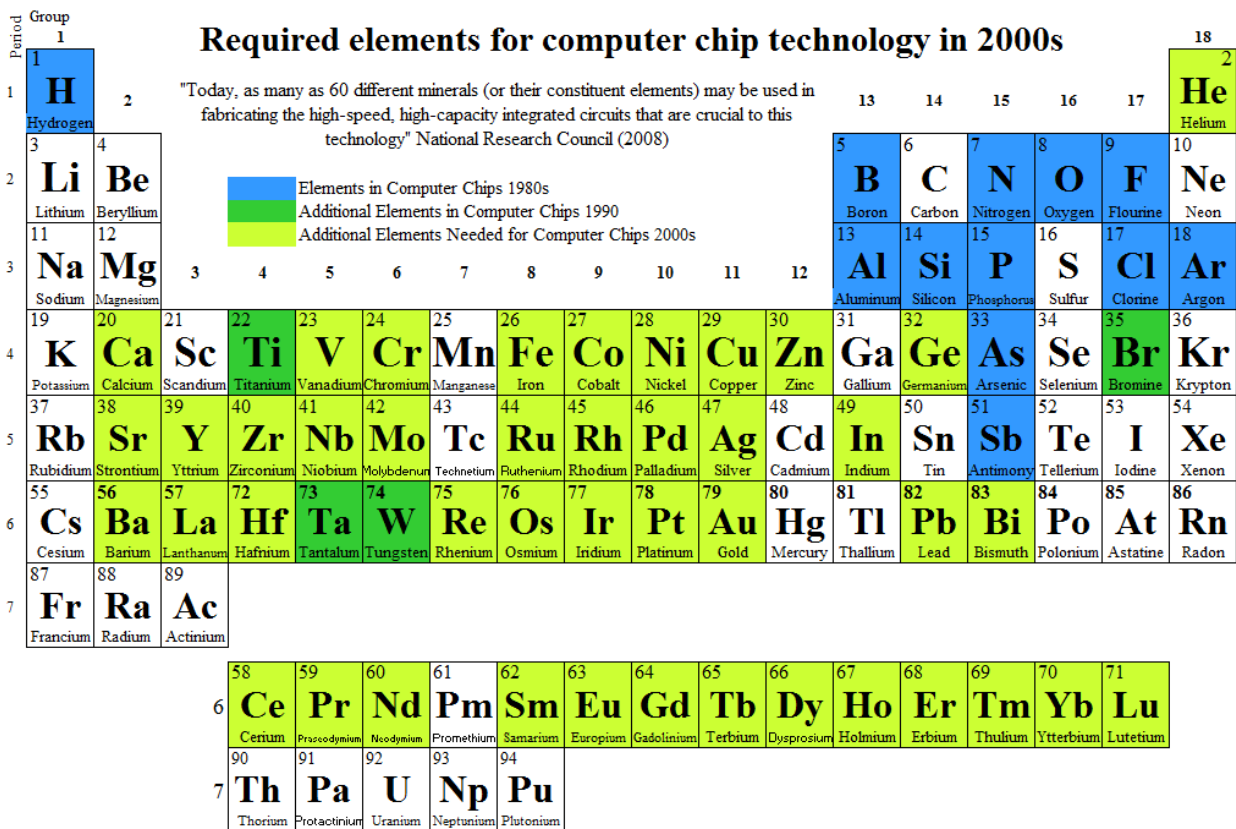 Group
Period
1
18
Required elements for computer chip technology in 2000s
"Today, as many as 60 different minerals (or their constituent elements) may be used in
fabricating the high-speed, high-capacity integrated circuits that are crucial to this
technology" National Research Council (2008)
Elements in Computer Chips 1980s
Additional Elements in Computer Chips 1990
Additional Elements Needed for Computer Chips 2000s
2 13 14 15 16 17
3 4 5 6 7 8 9 10 11 12
1
1 2
H He
Hydrogen Helium
2
3 4 5 6 7 8 9 10
Li Be B C N O F Ne
Lithium Beryllium Boron Carbon Nitrogen Oxygen Flourine Neon
3
11 12 13 14 15 16 17 18
Na Mg Al Si P S Cl Ar
Sodium Magnesium Aluminum Silicon Phosphorus Sulfur Clorine Argon
4
19 20 21 22 23 24 25 26 27 28 29 30 31 32 33 34 35 36
K Ca Sc Ti V Cr Mn Fe Co Ni Cu Zn Ga Ge As Se Br Kr
Potassium Calcium Scandium Titanium Vanadium Chromium Manganese Iron Cobalt Nickel Copper Zinc Gallium Germanium Arsenic Selenium Bromine Krypton
5
37 38 39 40 41 42 43 44 45 46 47 48 49 50 51 52 53 54
Rb Sr Y Zr Nb Mo Tc Ru Rh Pd Ag Cd In Sn Sb Te I Xe
Rubidium Strontium Yttrium Zirconium Niobium Molybdenun Technetium Ruthenium Rhodium Palladium Silver Cadmium Indium Tin Antimony Tellerium Iodine Xenon
6
55 56 57 72 73 74 75 76 77 78 79 80 81 82 83 84 85 86
Cs Ba La Hf Ta W Re Os Ir Pt Au Hg Tl Pb Bi Po At Rn
Cesium Barium Lanthanum Hafnium Tantalum Tungsten Rhenium Osmium Iridium Platinum Gold Mercury Thallium Lead Bismuth Polonium Astatine Radon
7
87 88 89
Fr Ra Ac
Francium Radium Actinium
6
58 59 60 61 62 63 64 65 66 67 68 69 70 71
Ce Pr Nd Pm Sm Eu Gd Tb Dy Ho Er Tm Yb Lu
Cerium Praseodymium Neodymium Promethium Samarium Europium Gadolinium Terbium Dysprosium Holmium Erbium Thulium Ytterbium Lutetium
7
90 91 92 93 94
Th Pa U Np Pu
Thorium Protactinium Uranium Neptunium Plutonium